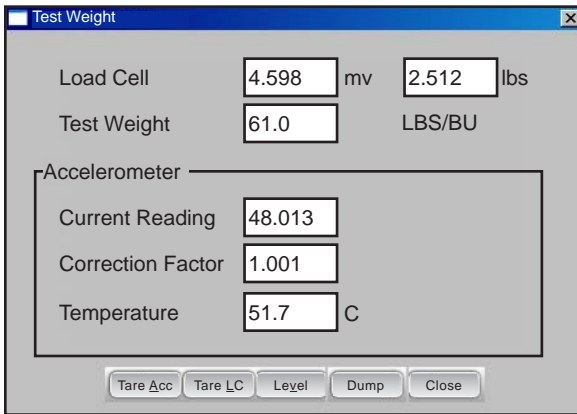 Test Weight
Load Cell 4.598 mv 2.512 lbs
Test Weight 61.0 LBS/BU
Accelerometer
Current Reading 48.013
Correction Factor 1.001
Temperature 51.7 C
Tare Acc Tare LC Level Dump Close